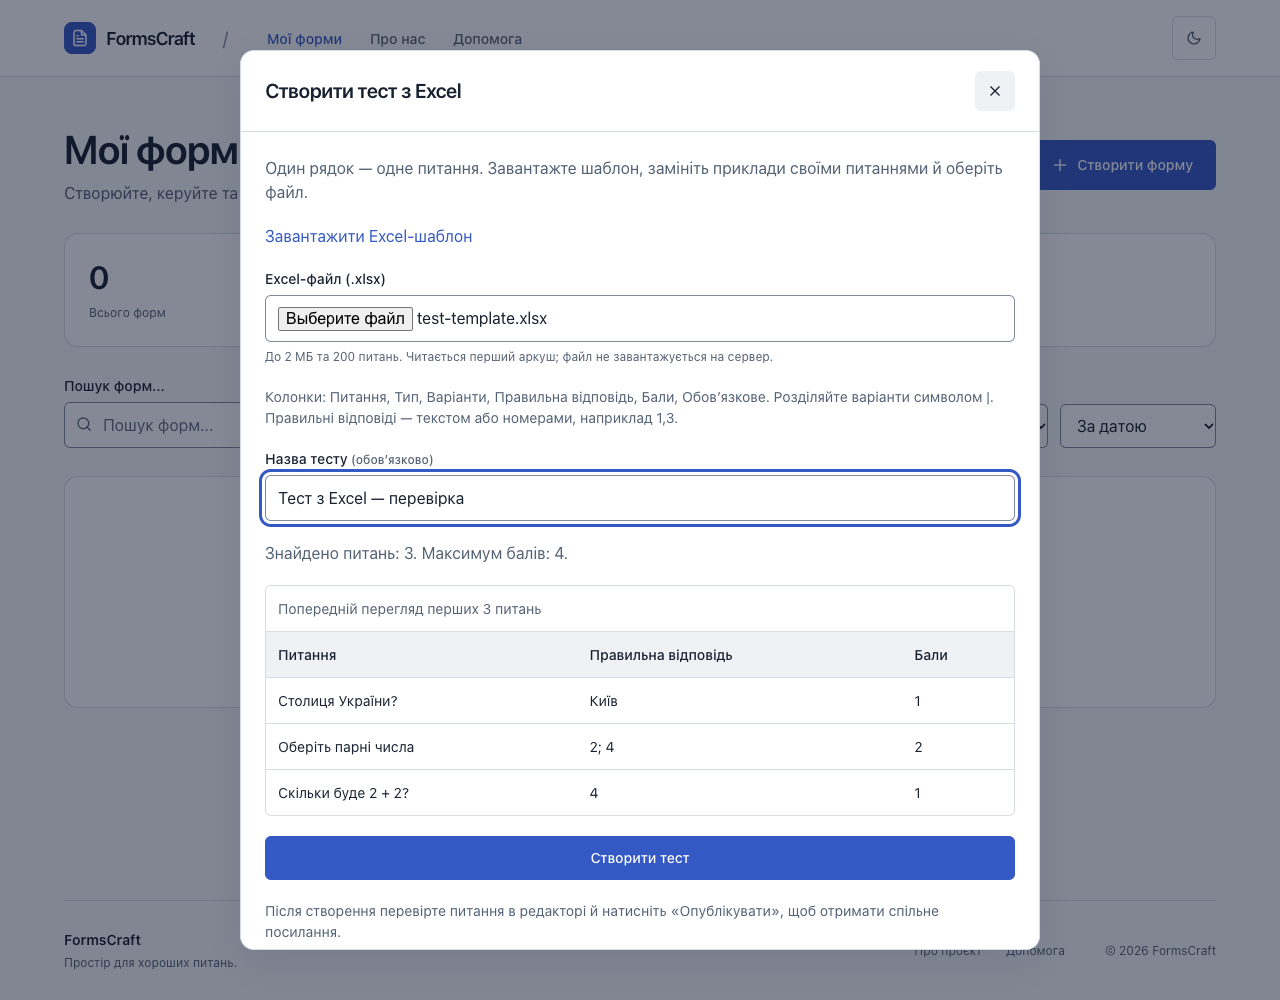 FormsCraft
/
Мої форми
Про нас
Допомога
Створити тест з Excel
Мої форм
Створюйте, керуйте та
Створити форму
Один рядок — одне питання. Завантажте шаблон, замініть приклади своїми питаннями й оберіть
файл.
Завантажити Excel-шаблон
0
Всього форм
Excel-файл (.xlsx)
Выберите файл test-template.xlsx
До 2 МБ та 200 питань. Читається перший аркуш; файл не завантажується на сервер.
Пошук форм...
Пошук форм...
За датою
Колонки: Питання, Тип, Варіанти, Правильна відповідь, Бали, Обов’язкове. Розділяйте варіанти символом |.
Правильні відповіді — текстом або номерами, наприклад 1,3.
Назва тесту (обов’язково)
Тест з Excel — перевірка
Знайдено питань: 3. Максимум балів: 4.
Попередній перегляд перших 3 питань
Питання Правильна відповідь Бали
Столиця України? Київ 1
Оберіть парні числа 2; 4 2
Скільки буде 2 + 2? 4 1
Створити тест
Після створення перевірте питання в редакторі й натисніть «Опублікувати», щоб отримати спільне
посилання.
FormsCraft
Простір для хороших питань.
Про проєкт
Допомога
© 2026 FormsCraft